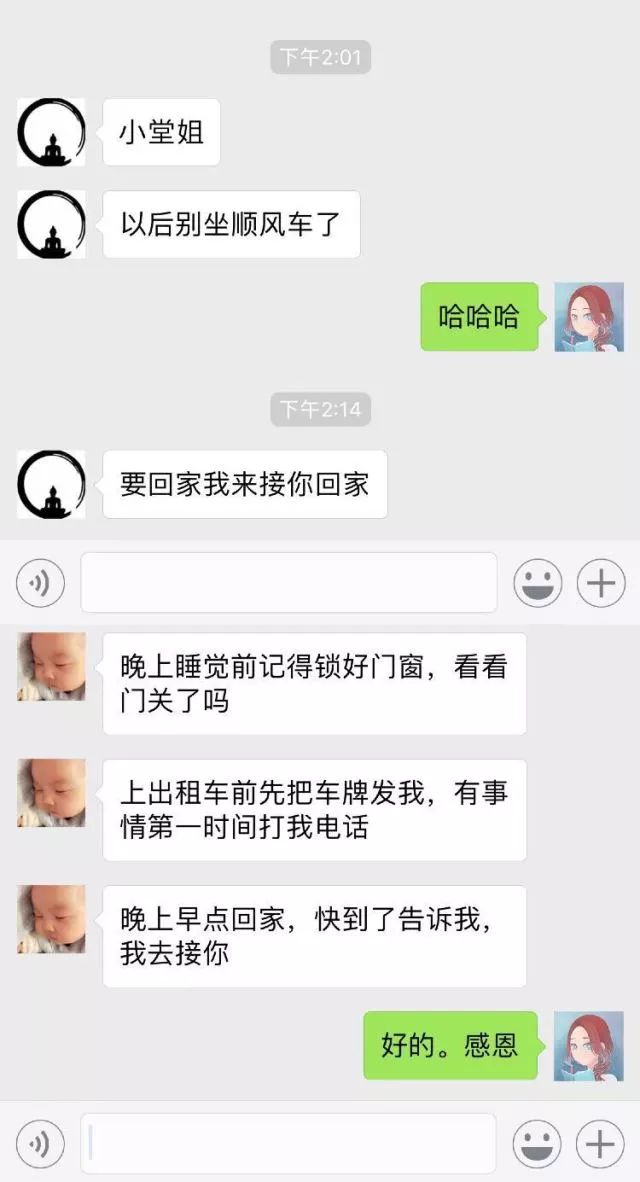 下午2:01
小堂姐
以后别坐顺风车了
哈哈哈
下午2:14
要回家我来接你回家
晚上睡觉前记得锁好门窗，看看
门关了吗
上出租车前先把车牌发我，有事
情第一时间打我电话
晚上早点回家，快到了告诉我，
我去接你
好的。感恩